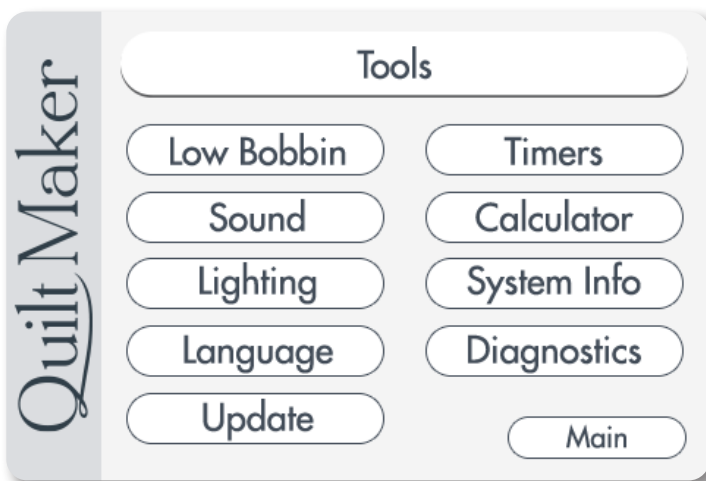 Quilt Maker
Tools
Low Bobbin
Timers
Sound
Calculator
Lighting
System Info
Language
Diagnostics
Update
Main